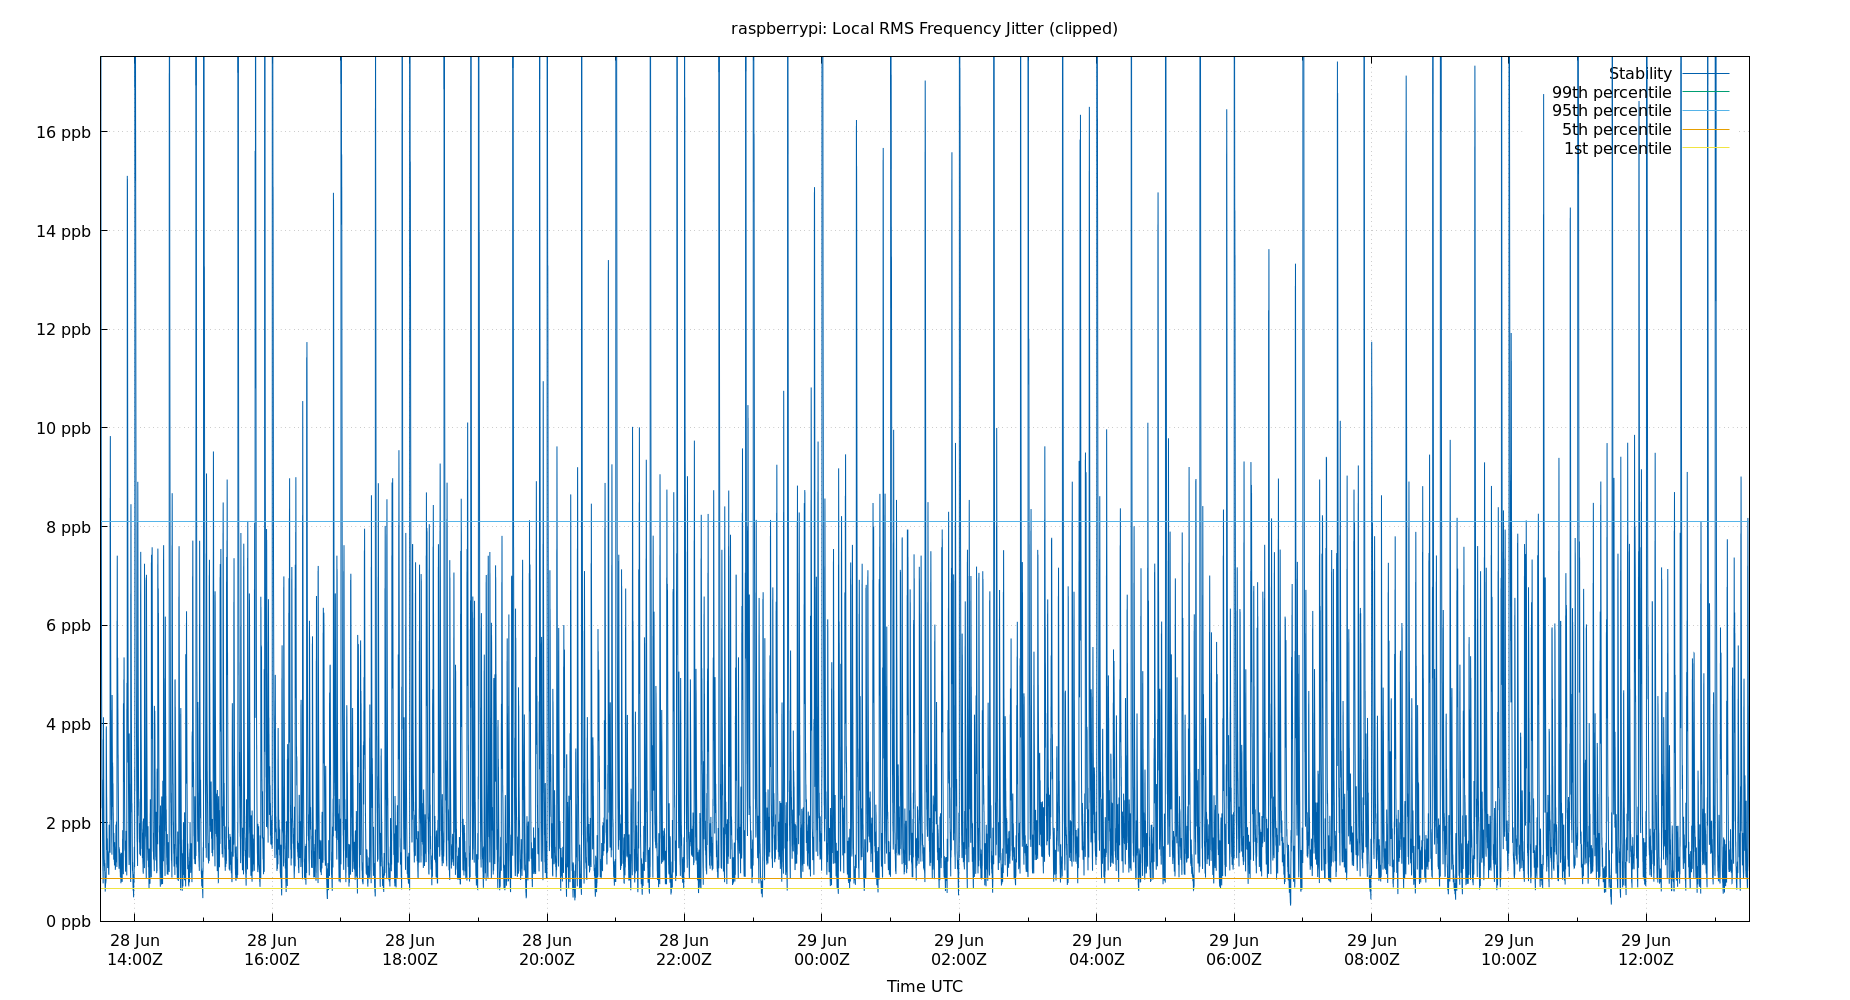 raspberrypi: Local RMS Frequency Jitter (clipped)
Stability
99th percentile
95th percentile
5th percentile
1st percentile
16 ppb
14 ppb
12 ppb
10 ppb
8 ppb
6 ppb
4 ppb
2 ppb
0 ppb
28 Jun 28 Jun 28 Jun 28 Jun 28 Jun 29 Jun 29 Jun 29 Jun 29 Jun 29 Jun 29 Jun 29 Jun
14:00Z 16:00Z 18:00Z 20:00Z 22:00Z 00:00Z 02:00Z 04:00Z 06:00Z 08:00Z 10:00Z 12:00Z
Time UTC